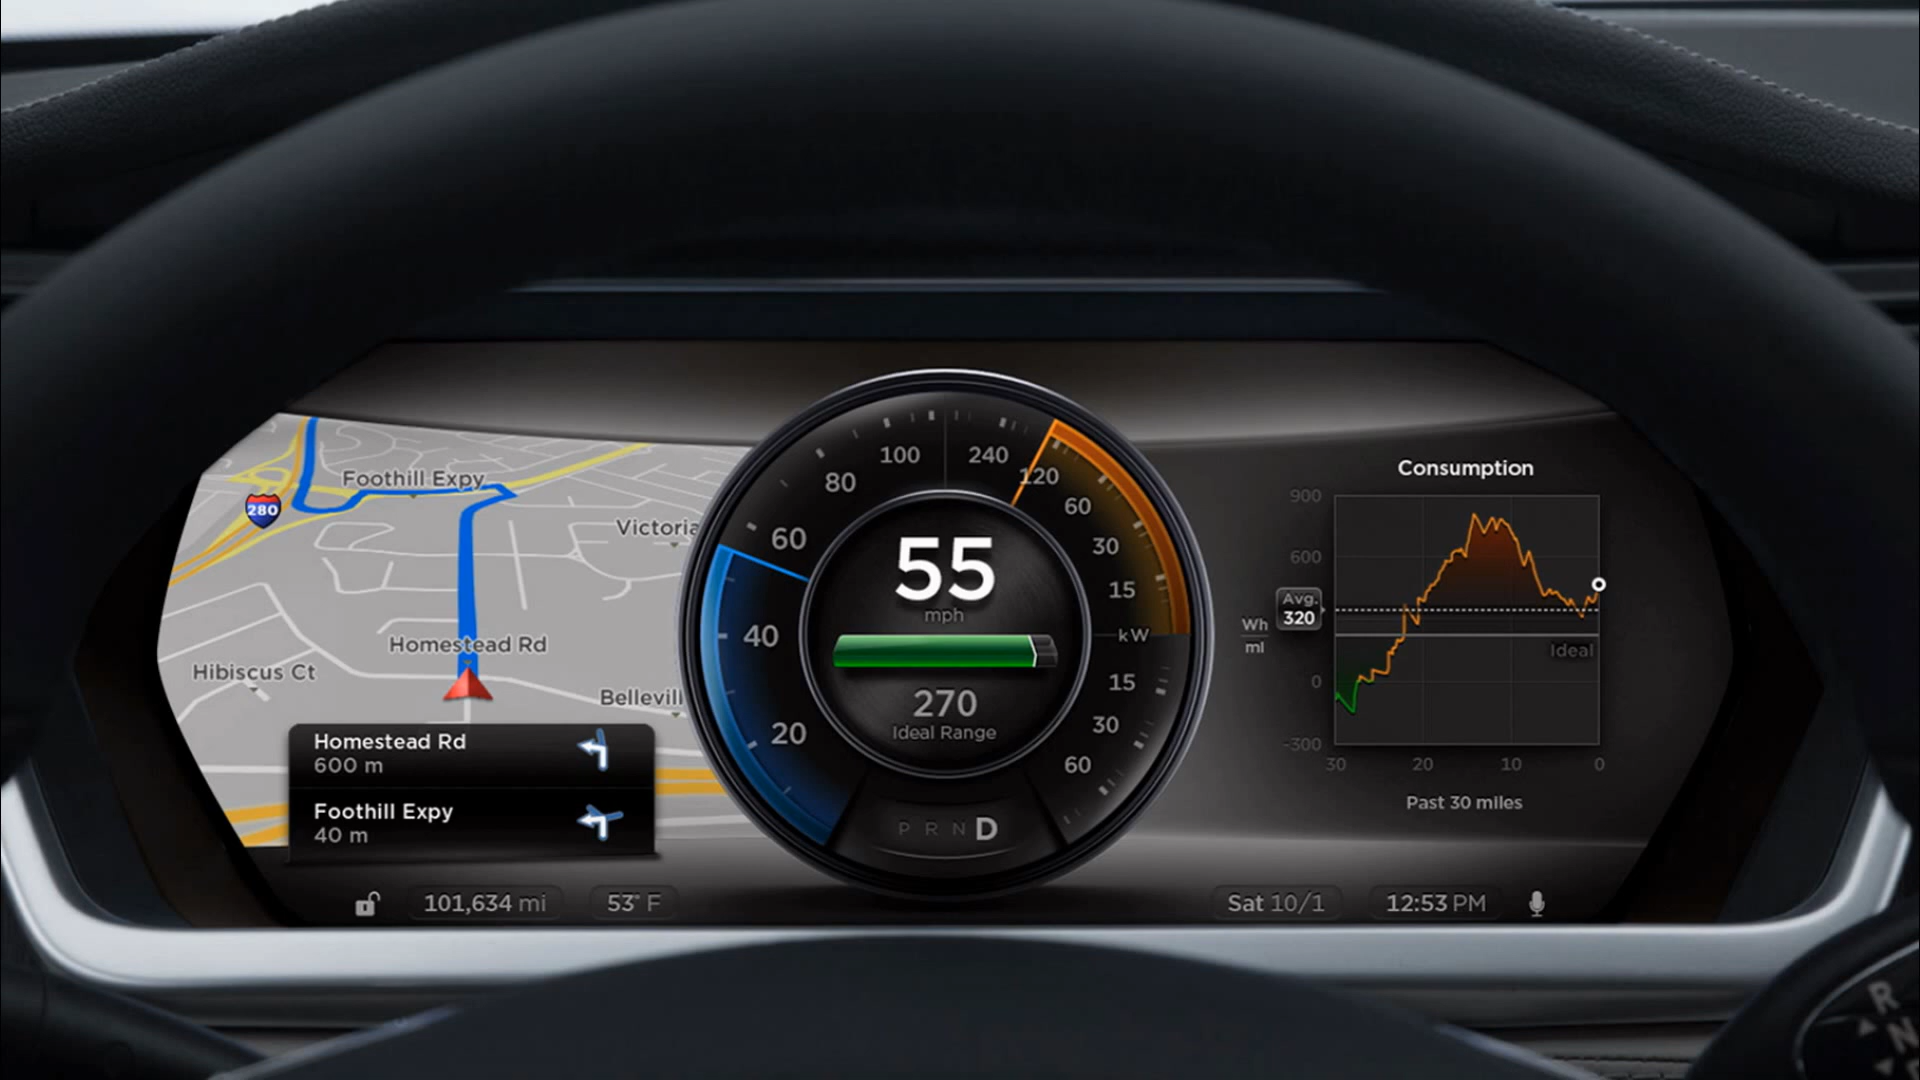 Foothill Expy
280
Victoria
Homestead Rd
Hibiscus Ct
Bellevill
Homestead Rd
600 m
Foothill Expy
40 m
100
80
60
40
20
240
120
60
30
15
kW
15
30
60
55
mph
270
Ideal Range
P R N D
Consumption
900
600
0
-300
Avg.
320
Wh
ml
Ideal
30 20 10 0
Past 30 miles
101,634 mi
53° F
Sat 10/1
12:53 PM
R
N